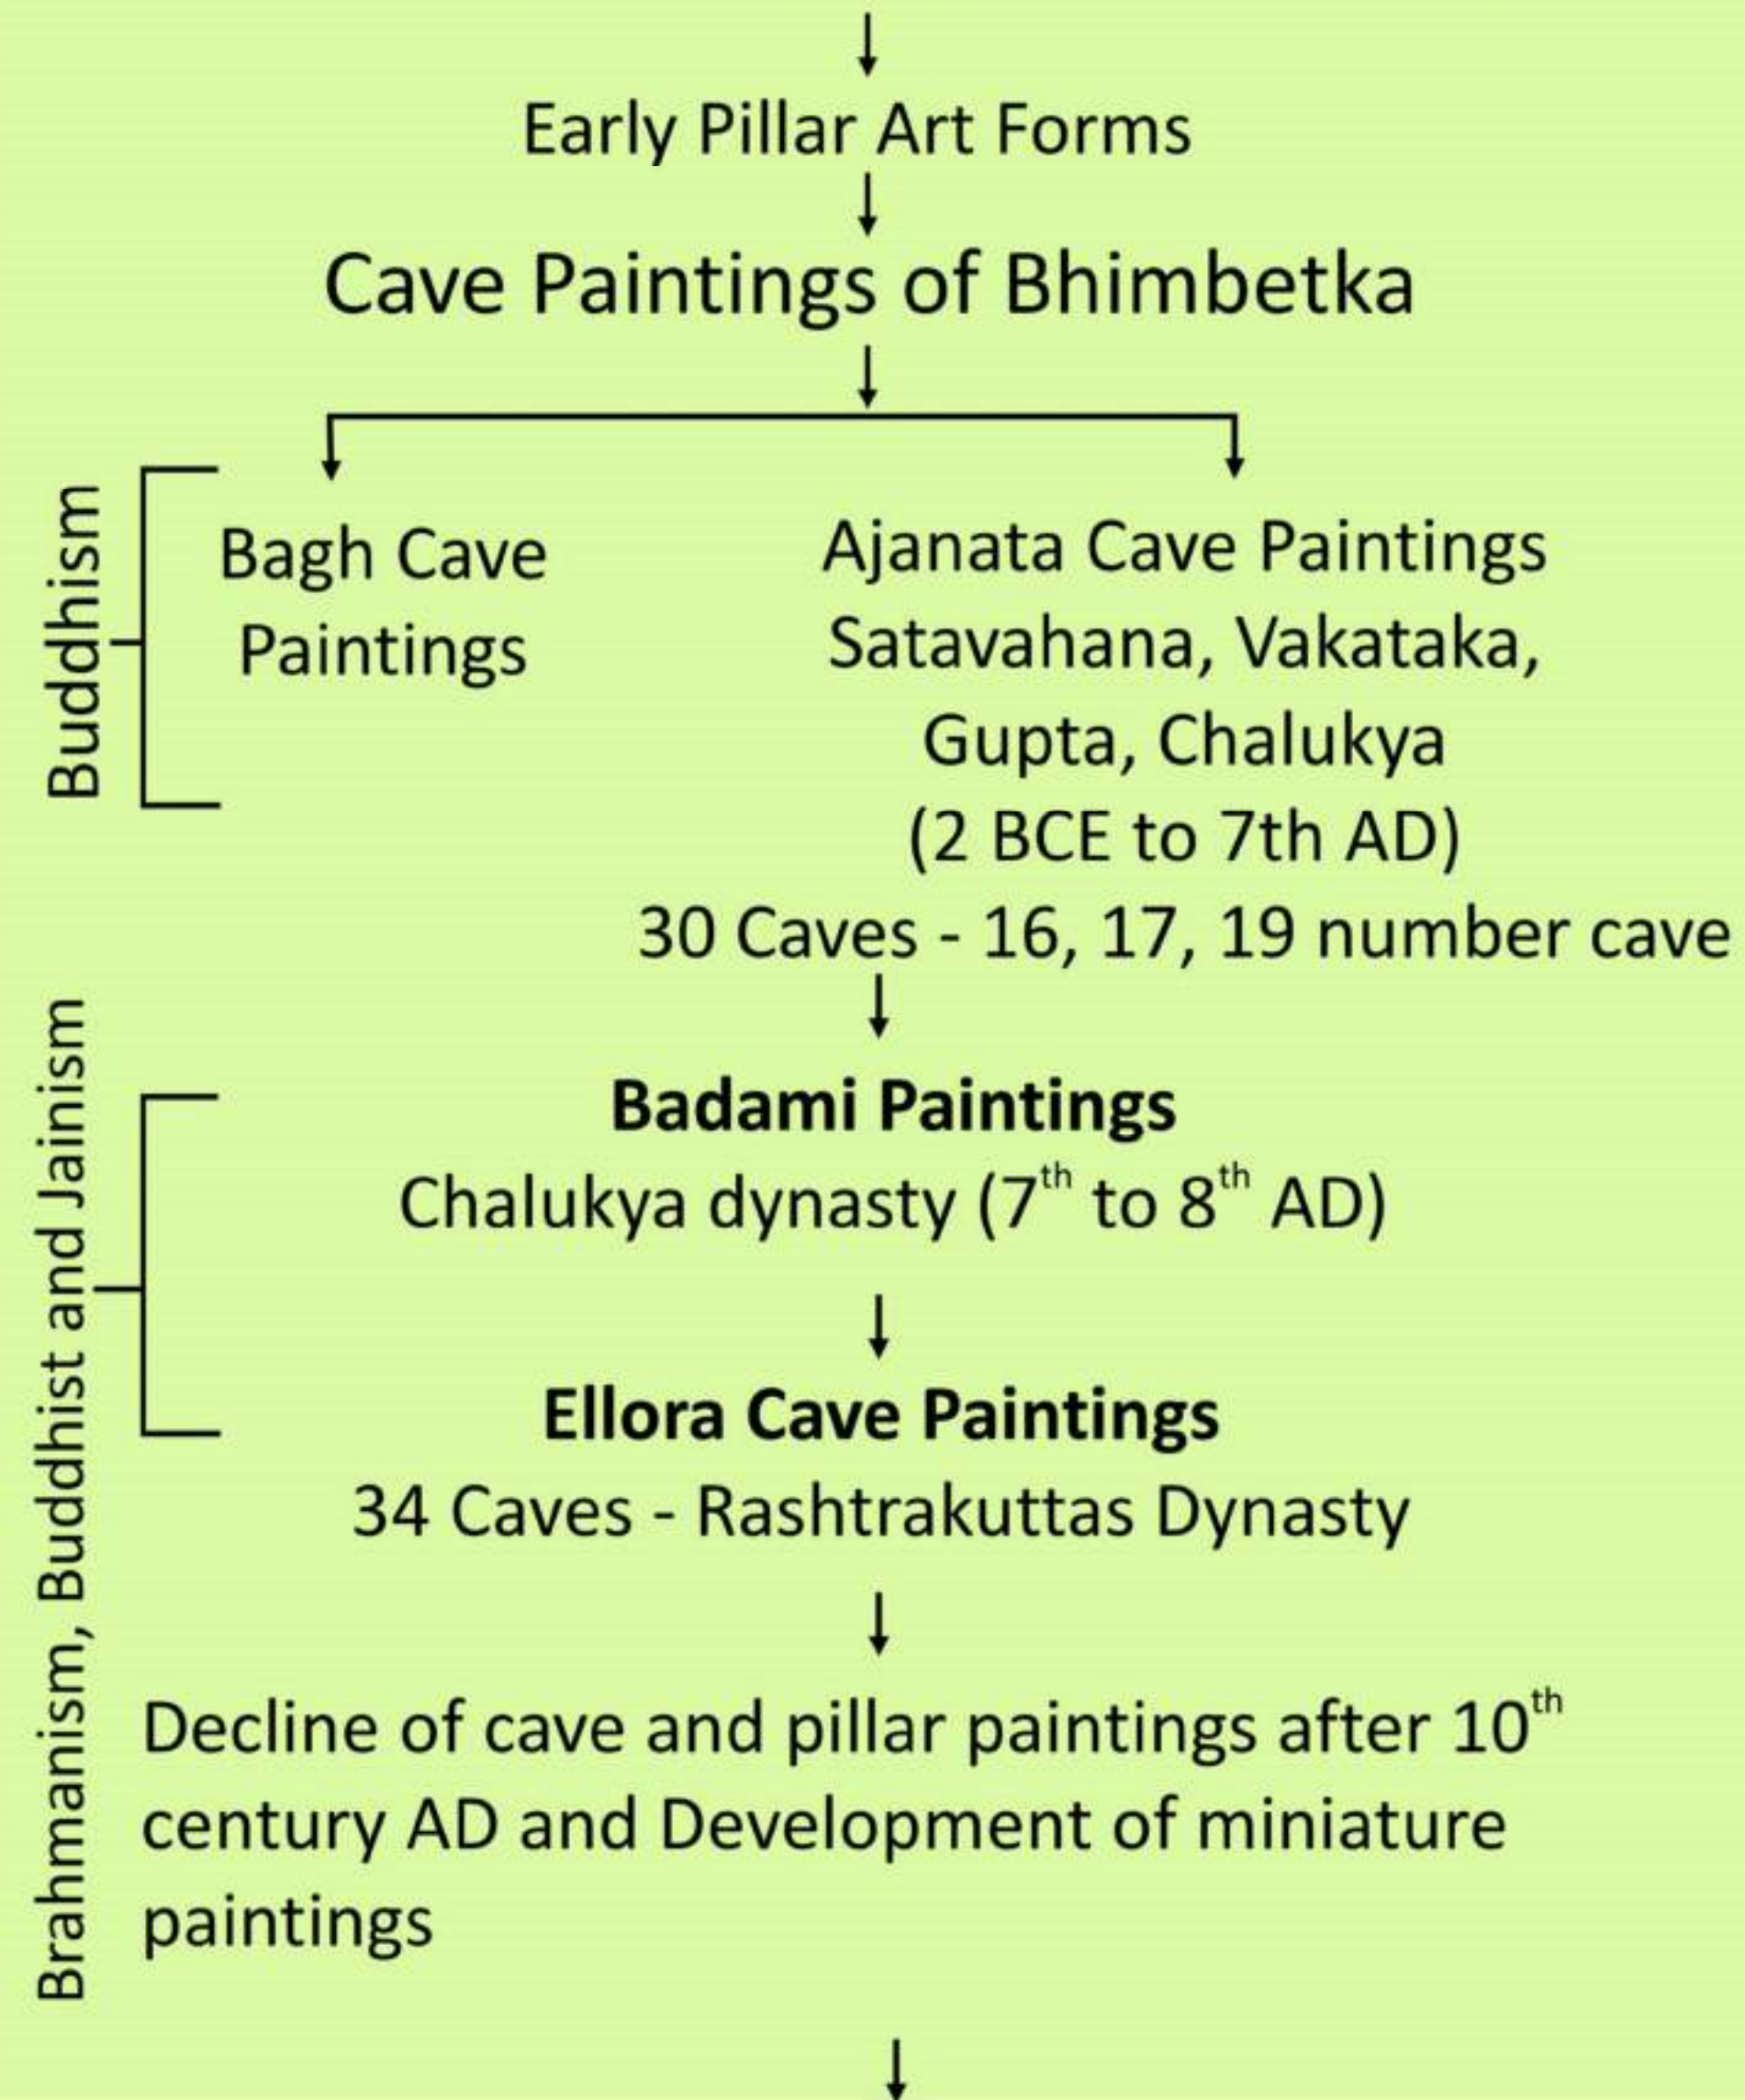 Early Pillar Art Forms
Cave Paintings of Bhimbetka
Buddhism
Bagh Cave
Paintings
Ajanata Cave Paintings
Satavahana, Vakataka,
Gupta, Chalukya
(2 BCE to 7th AD)
30 Caves - 16, 17, 19 number cave
Brahmanism, Buddhist and Jainism
Badami Paintings
Chalukya dynasty (7th to 8th AD)
Ellora Cave Paintings
34 Caves - Rashtrakuttas Dynasty
Decline of cave and pillar paintings after 10th
century AD and Development of miniature
paintings